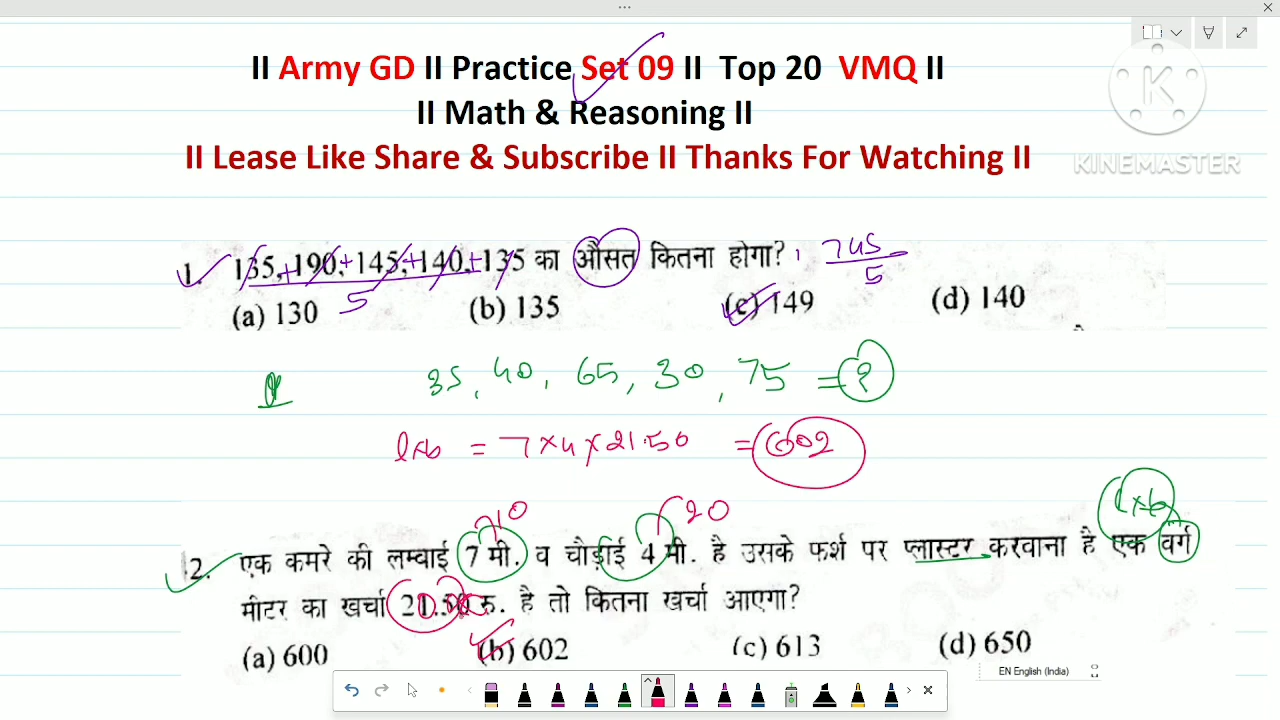 II Army GD II Practice Set 09 II Top 20 VMQ II
II Math & Reasoning II
II Lease Like Share & Subscribe II Thanks For Watching II
KINEMASTER
1. 135,+190,+145,+140,+135 का औसत कितना होगा? 745/5
5
(a) 130 (b) 135 (c) 149 (d) 140
35, 40, 65, 30, 75 = ?
l×b = 7×4×21.50 = 602
10 20 l×b
2. एक कमरे की लम्बाई 7 मी. व चौड़ाई 4 मी. है उसके फर्श पर प्लास्टर करवाना है एक वर्ग
मीटर का खर्चा 21.50 रु. है तो कितना खर्चा आएगा?
(a) 600 (b) 602 (c) 613 (d) 650
EN English (India)